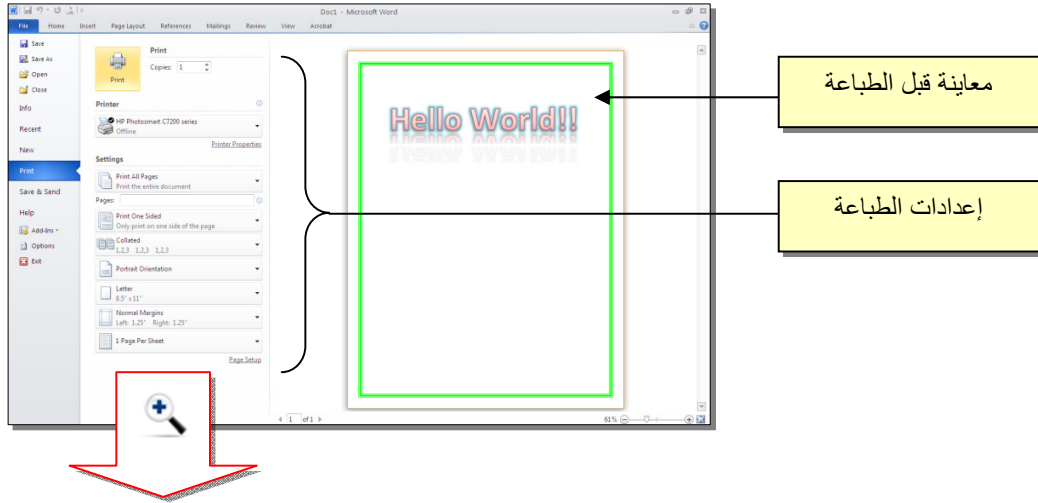 Doc1 - Microsoft Word
File Home Insert Page Layout References Mailings Review View Acrobat
Save
Save As
Open
Close
Info
Recent
New
Print
Save & Send
Help
Add-Ins
Options
Exit
Print
Print
Copies: 1
Printer
HP Photosmart C7200 series
Offline
Printer Properties
Settings
Print All Pages
Print the entire document
Pages:
Print One Sided
Only print on one side of the page
Collated
1,2,3 1,2,3 1,2,3
Portrait Orientation
Letter
8.5" x 11"
Normal Margins
Left: 1.25" Right: 1.25"
1 Page Per Sheet
Page Setup
Hello World!!
1 of 1
61%
معاينة قبل الطباعة
إعدادات الطباعة